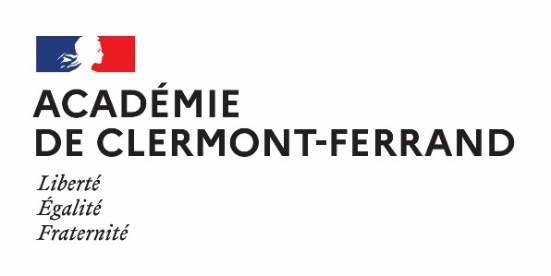 ACADÉMIE
DE CLERMONT-FERRAND
Liberté
Égalité
Fraternité